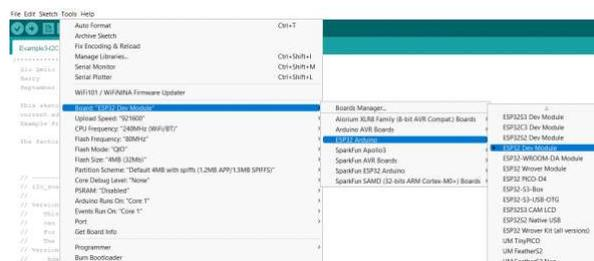 File Edit Sketch Tools Help
Example3-I2C
Auto Format Ctrl+T
Archive Sketch
Fix Encoding & Reload
Manage Libraries... Ctrl+Shift+I
Serial Monitor Ctrl+Shift+M
Serial Plotter Ctrl+Shift+L
WiFi101 / WiFiNINA Firmware Updater
Board: "ESP32 Dev Module"
Upload Speed: "921600"
CPU Frequency: "240MHz (WiFi/BT)"
Flash Frequency: "80MHz"
Flash Mode: "QIO"
Flash Size: "4MB (32Mb)"
Partition Scheme: "Default 4MB with spiffs (1.2MB APP/1.5MB SPIFFS)"
Core Debug Level: "None"
PSRAM: "Disabled"
Arduino Runs On: "Core 1"
Events Run On: "Core 1"
Port
Get Board Info
Programmer
Burn Bootloader
Boards Manager...
Alorium XLR8 Family (8-bit AVR Compat.) Boards
Arduino AVR Boards
ESP32 Arduino
SparkFun Apollo3
SparkFun AVR Boards
SparkFun ESP32 Arduino
SparkFun SAMD (32-bits ARM Cortex-M0+) Boards
ESP32S3 Dev Module
ESP32C3 Dev Module
ESP32S2 Dev Module
ESP32 Dev Module
ESP32-WROOM-DA Module
ESP32 Wrover Module
ESP32 PICO-D4
ESP32-S3-Box
ESP32-S3-USB-OTG
ESP32S3 CAM LCD
ESP32S2 Native USB
ESP32 Wrover Kit (all versions)
UM TinyPICO
UM FeatherS2